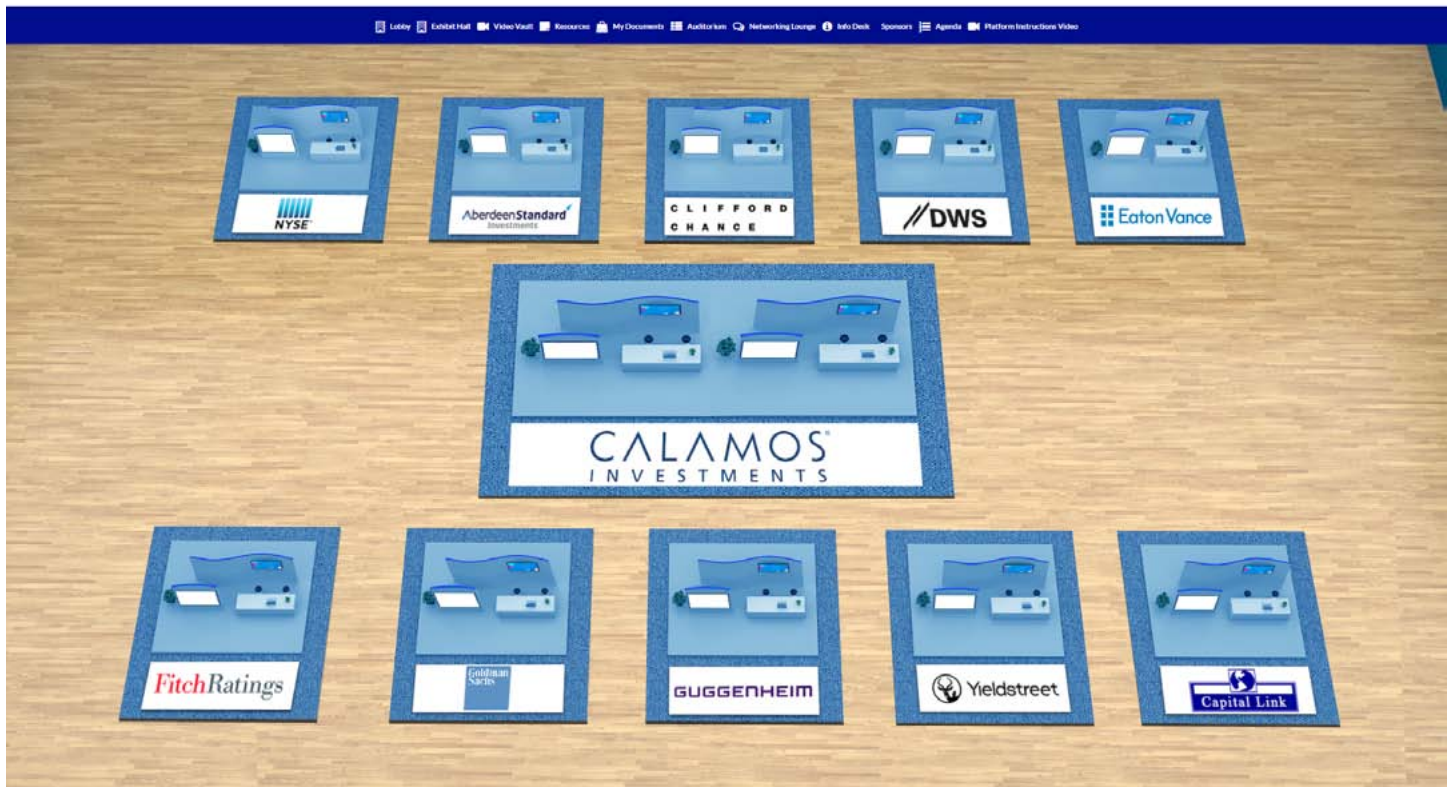 Lobby Exhibit Hall Video Vault Resources My Documents Auditorium Networking Lounge Info Desk Sponsors Agenda Platform Instructions Video
NYSE
AberdeenStandard
Investments
CLIFFORD
CHANCE
DWS
Eaton Vance
CALAMOS®
INVESTMENTS
FitchRatings
Goldman
Sachs
GUGGENHEIM
Yieldstreet
Capital Link